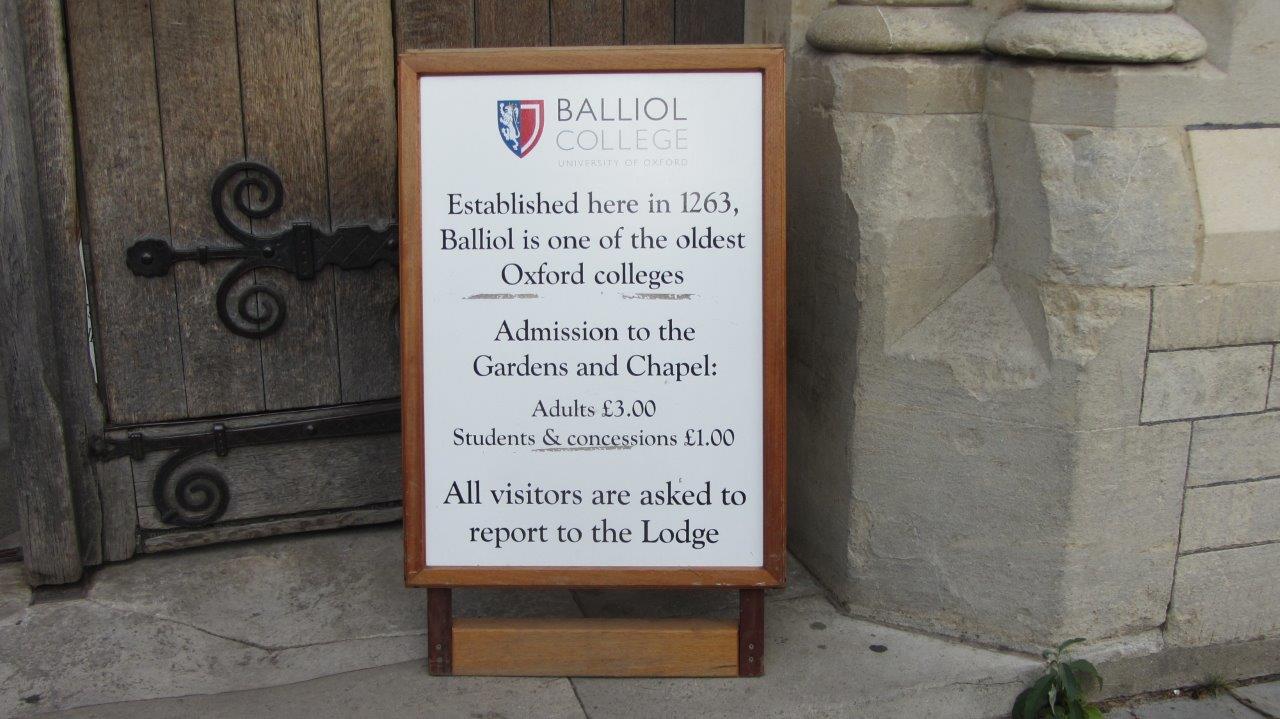 BALLIOL
COLLEGE
UNIVERSITY OF OXFORD
Established here in 1263,
Balliol is one of the oldest
Oxford colleges
Admission to the
Gardens and Chapel:
Adults £3.00
Students & concessions £1.00
All visitors are asked to
report to the Lodge